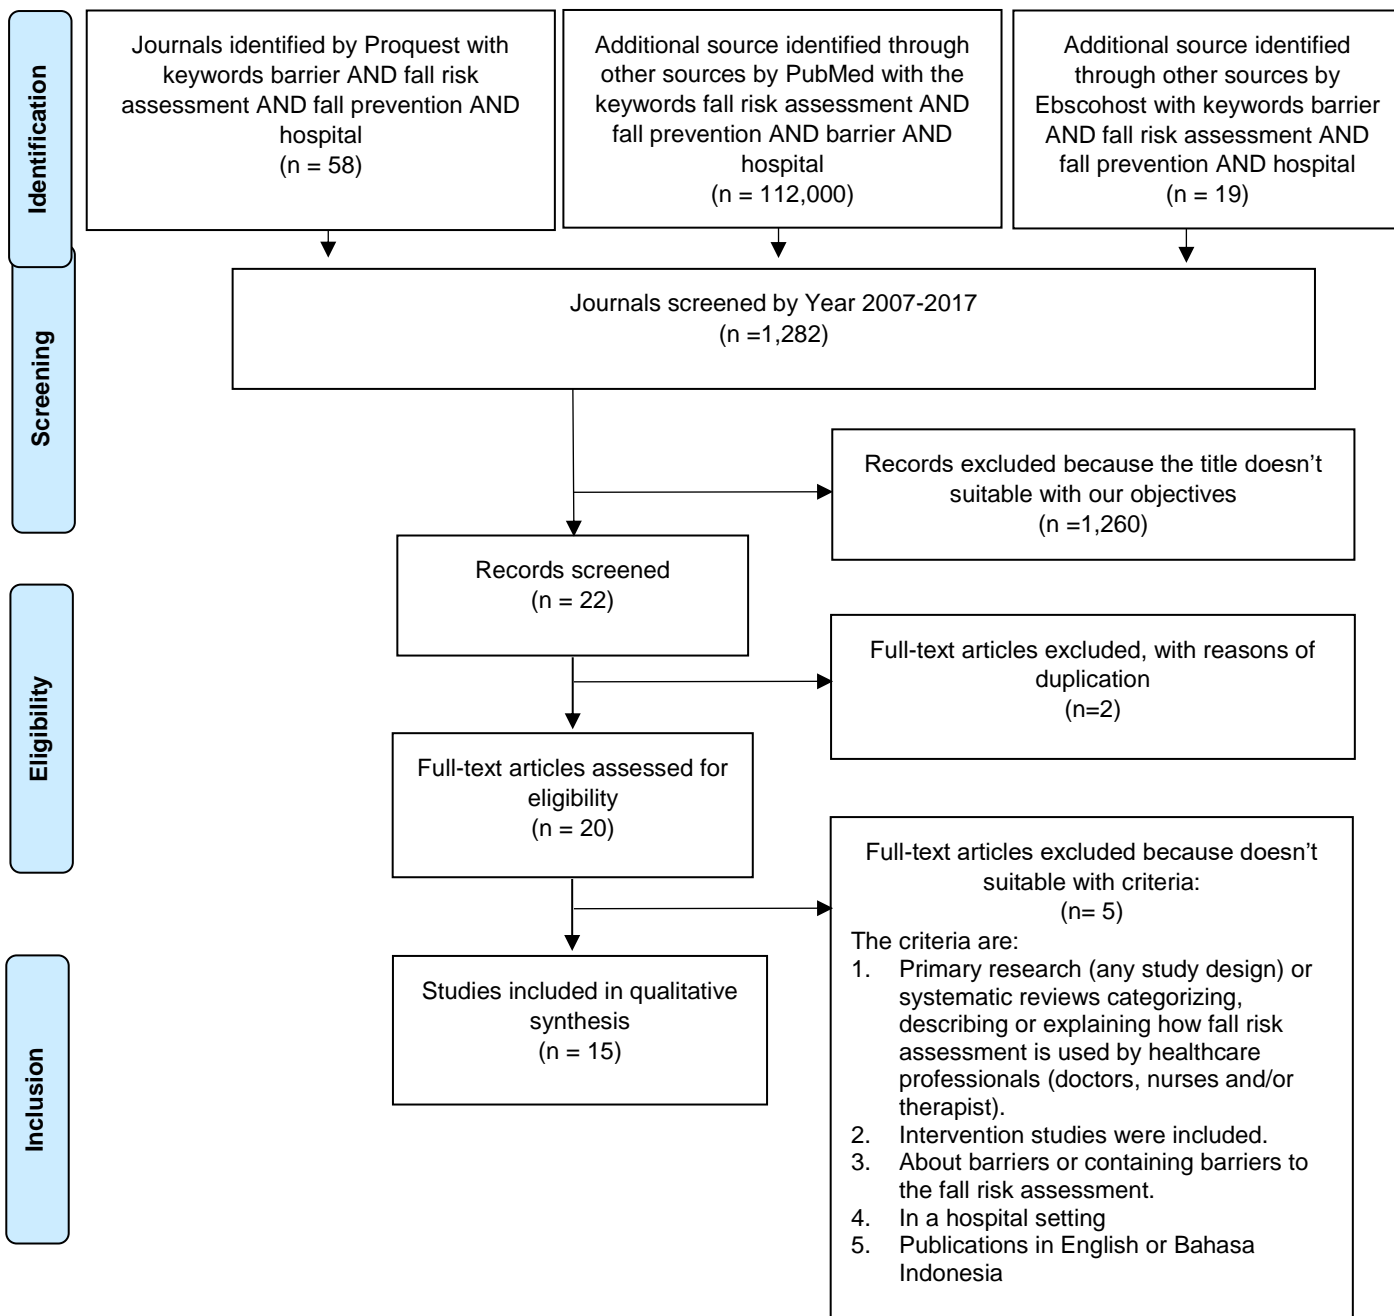 Identification
Journals identified by Proquest with
keywords barrier AND fall risk
assessment AND fall prevention AND
hospital
(n = 58)
Additional source identified through
other sources by PubMed with the
keywords fall risk assessment AND
fall prevention AND barrier AND
hospital
(n = 112,000)
Additional source identified
through other sources by
Ebscohost with keywords barrier
AND fall risk assessment AND
fall prevention AND hospital
(n = 19)
Screening
Journals screened by Year 2007-2017
(n =1,282)
Records excluded because the title doesn't
suitable with our objectives
(n =1,260)
Records screened
(n = 22)
Eligibility
Full-text articles excluded, with reasons of
duplication
(n=2)
Full-text articles assessed for
eligibility
(n = 20)
Full-text articles excluded because doesn't
suitable with criteria:
(n= 5)
The criteria are:
1. Primary research (any study design) or
systematic reviews categorizing,
describing or explaining how fall risk
assessment is used by healthcare
professionals (doctors, nurses and/or
therapist).
2. Intervention studies were included.
3. About barriers or containing barriers to
the fall risk assessment.
4. In a hospital setting
5. Publications in English or Bahasa
Indonesia
Inclusion
Studies included in qualitative
synthesis
(n = 15)